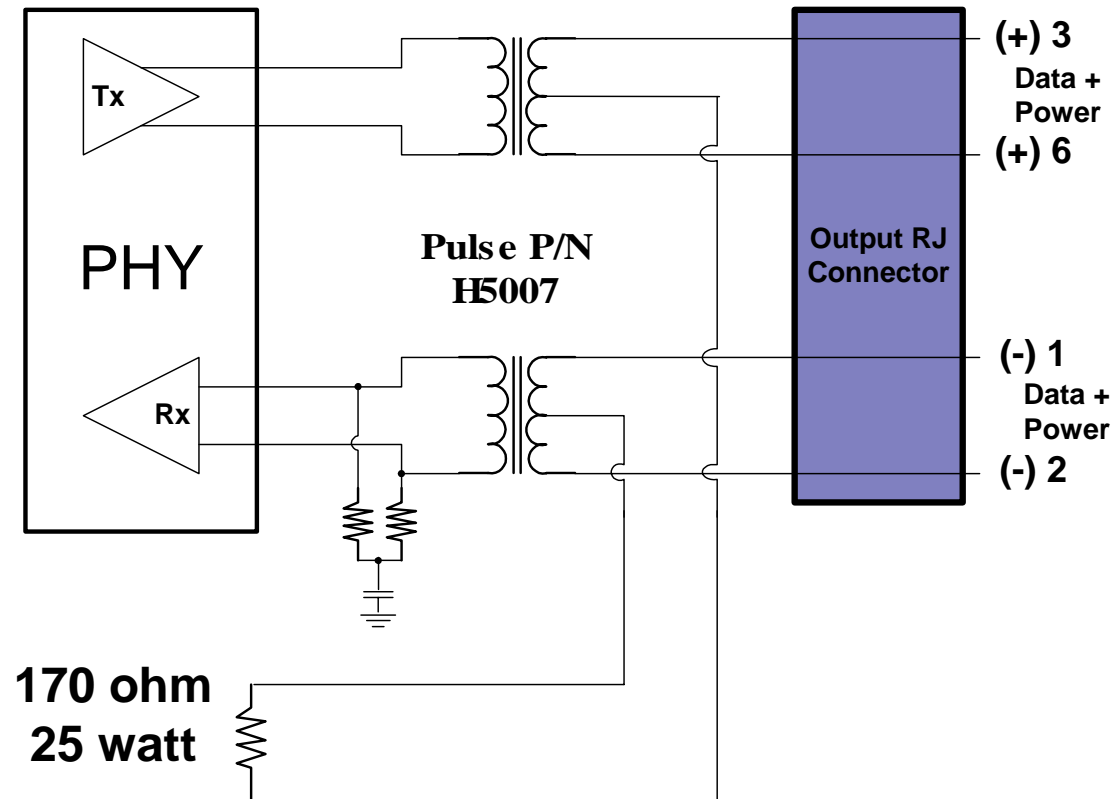 Tx
PHY
Rx
Pulse P/N
H5007
Output RJ
Connector
(+) 3
Data +
Power
(+) 6
(-) 1
Data +
Power
(-) 2
170 ohm
25 watt